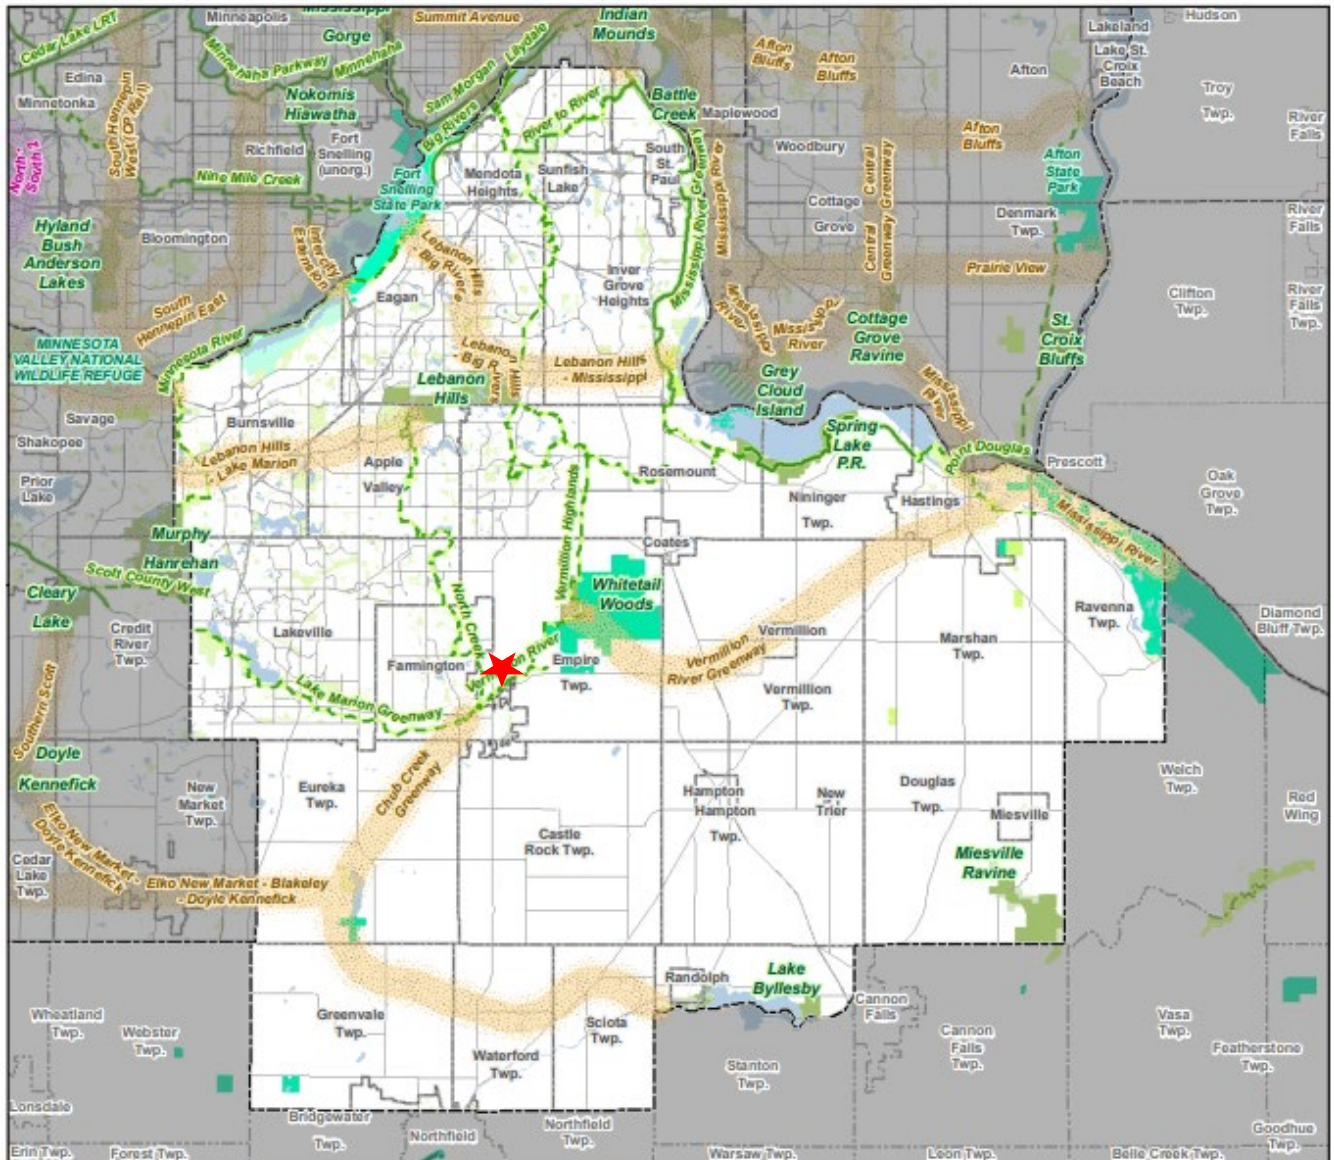 Minneapolis
Mississippi
Gorge
Summit Avenue
Indian
Mounds
Lakeland
Hudson
Cedar Lake LRT
Minnehaha Parkway
Minnehaha
Lilydale
Sam Morgan
Afton
Bluffs
Afton
Bluffs
Afton
Lake St.
Croix
Beach
Troy
Twp.
Edina
Minnetonka
South Hennepin
West (CP Rail)
Nokomis
Hiawatha
Big Rivers
River to River
Battle
Creek
Maplewood
River
Falls
Richfield
Fort
Snelling
(unorg.)
South
St.
Paul
Woodbury
Afton
Bluffs
North -
South 1
Nine Mile Creek
Fort
Snelling
State Park
Mendota
Heights
Sunfish
Lake
Mississippi River Greenway
Mississippi River
Central Central
Greenway Greenway
Afton
State
Park
Cottage
Grove
Denmark
Twp.
River
Falls
Hyland
Bush
Anderson
Lakes
Bloomington
Intercity
Extension
Lebanon Hills
- Big Rivers
Inver
Grove
Heights
Prairie View
Eagan
South
Hennepin East
Mississippi
River
Mississippi
River
Cottage
Grove
Ravine
St.
Croix
Bluffs
Clifton
Twp.
River
Falls
Twp.
MINNESOTA
VALLEY NATIONAL
WILDLIFE REFUGE
Minnesota River
Lebanon Hills
- Big Rivers
Lebanon Hills
- Mississippi
Lebanon
Hills
Grey
Cloud
Island
Mississippi
River
Savage
Burnsville
Shakopee
Lebanon Hills
- Lake Marion
Apple
Valley
Spring
Lake
P.R.
Point Douglas
Prescott
Prior
Lake
Rosemount
Nininger
Twp.
Hastings
Oak
Grove
Twp.
Mississippi River
Vermillion Highlands
Murphy
Hanrehan
Coates
Scott County West
Cleary
Lake
Whitetail
Woods
North Creek
Credit
River
Twp.
Lakeville
Farmington
Empire
Twp.
Vermillion
River Greenway
Vermillion
Marshan
Twp.
Ravenna
Twp.
Diamond
Bluff Twp.
Southern Scott
Lake Marion Greenway
Vermillion
Twp.
Doyle
Kennefick
New
Market
Twp.
Eureka
Twp.
Chub Creek
Greenway
Hampton
Hampton
Twp.
New
Trier
Douglas
Twp.
Miesville
Welch
Twp.
Red
Wing
Elko New Market -
Doyle Kennefick
Castle
Rock Twp.
Miesville
Ravine
Cedar
Lake
Twp.
Elko New Market - Blakeley
- Doyle Kennefick
Randolph
Lake
Byllesby
Cannon
Falls
Wheatland
Twp.
Webster
Twp.
Greenvale
Twp.
Sciota
Twp.
Cannon
Falls
Twp.
Vasa
Twp.
Featherstone
Twp.
Waterford
Twp.
Stanton
Twp.
Lonsdale
Bridgewater
Twp.
Northfield
Northfield
Twp.
Goodhue
Twp.
Erin Twp.
Forest Twp.
Warsaw Twp.
Leon Twp.
Belle Creek Twp.